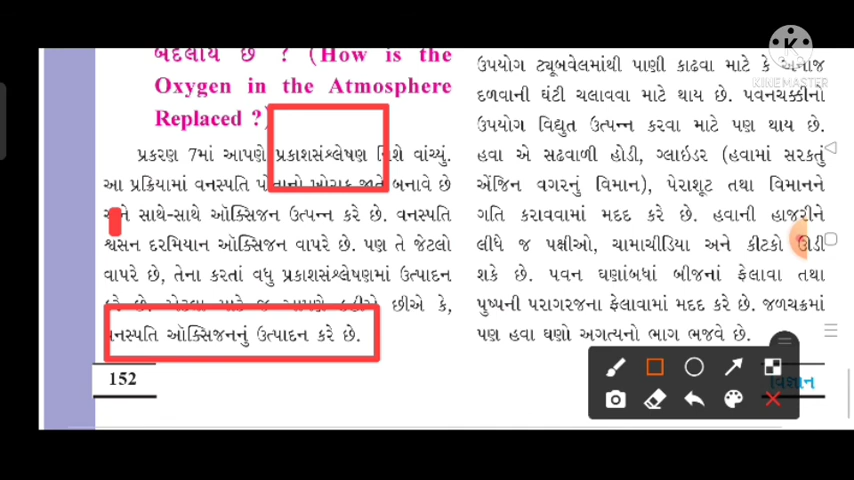 બદલાય છે ? (How is the
Oxygen in the Atmosphere
Replaced ?)
પ્રકરણ 7માં આપણે પ્રકાશસંશ્લેષણ વિશે વાંચ્યું.
આ પ્રક્રિયામાં વનસ્પતિ પોતાનો ખોરાક જાતે બનાવે છે
અને સાથે-સાથે ઑક્સિજન ઉત્પન્ન કરે છે. વનસ્પતિ
શ્વસન દરમિયાન ઑક્સિજન વાપરે છે. પણ તે જેટલો
વાપરે છે, તેના કરતાં વધુ પ્રકાશસંશ્લેષણમાં ઉત્પાદન
કરે છે. એટલા માટે જ આપણે કહીએ છીએ કે,
વનસ્પતિ ઑક્સિજનનું ઉત્પાદન કરે છે.
152
ઉપયોગ ટ્યૂબવેલમાંથી પાણી કાઢવા માટે કે અનાજ
દળવાની ઘંટી ચલાવવા માટે થાય છે. પવનચક્કીનો
ઉપયોગ વિદ્યુત ઉત્પન્ન કરવા માટે પણ થાય છે.
હવા એ સઢવાળી હોડી, ગ્લાઇડર (હવામાં સરકતું
એંજિન વગરનું વિમાન), પેરાશૂટ તથા વિમાનને
ગતિ કરાવવામાં મદદ કરે છે. હવાની હાજરીને
લીધે જ પક્ષીઓ, ચામાચીડિયા અને કીટકો ઊડી
શકે છે. પવન ઘણાંબધાં બીજનાં ફેલાવા તથા
પુષ્પની પરાગરજના ફેલાવામાં મદદ કરે છે. જળચક્રમાં
પણ હવા ઘણો અગત્યનો ભાગ ભજવે છે.
વિજ્ઞાન
KINEMASTER